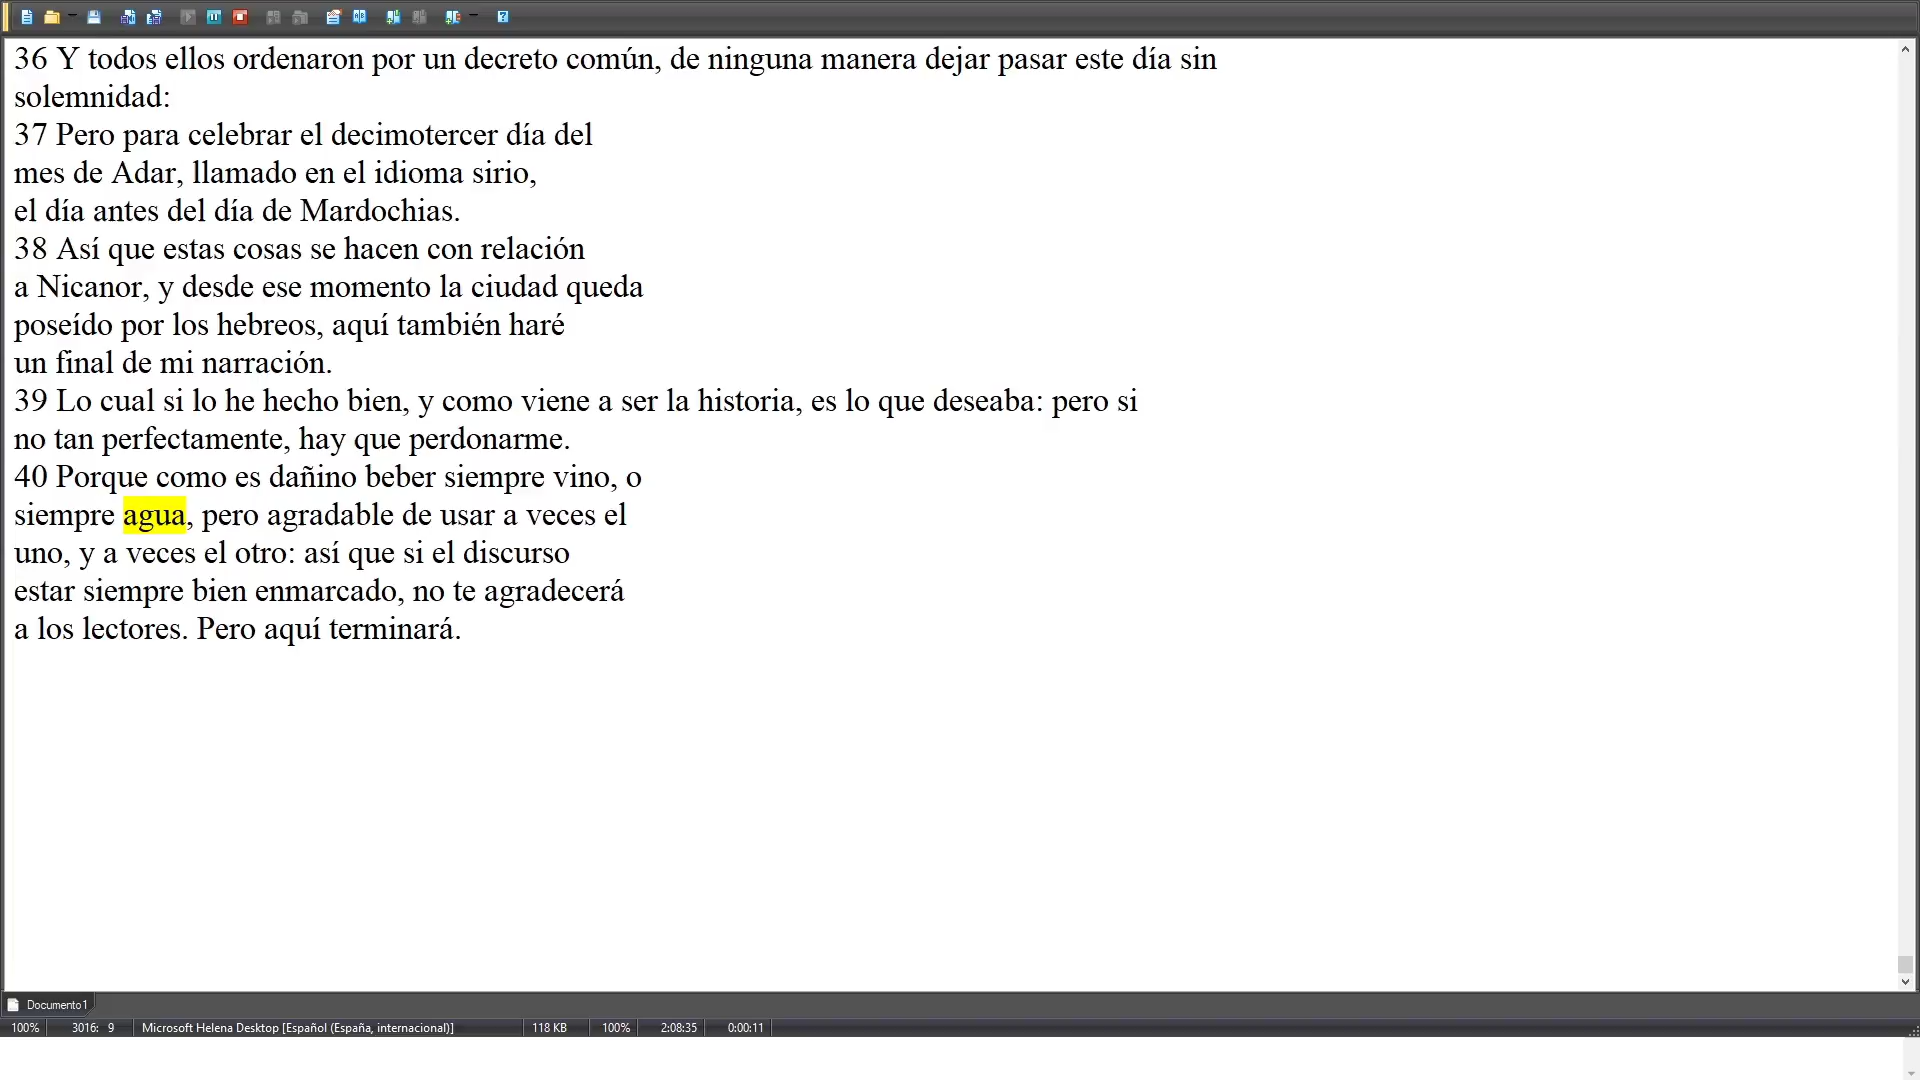 36 Y todos ellos ordenaron por un decreto común, de ninguna manera dejar pasar este día sin
solemnidad:
37 Pero para celebrar el decimotercer día del
mes de Adar, llamado en el idioma sirio,
el día antes del día de Mardochias.
38 Así que estas cosas se hacen con relación
a Nicanor, y desde ese momento la ciudad queda
poseído por los hebreos, aquí también haré
un final de mi narración.
39 Lo cual si lo he hecho bien, y como viene a ser la historia, es lo que deseaba: pero si
no tan perfectamente, hay que perdonarme.
40 Porque como es dañino beber siempre vino, o
siempre agua, pero agradable de usar a veces el
uno, y a veces el otro: así que si el discurso
estar siempre bien enmarcado, no te agradecerá
a los lectores. Pero aquí terminará.
Documento1
100% 3016: 9 Microsoft Helena Desktop [Español (España, internacional)] 118 KB 100% 2:08:35 0:00:11